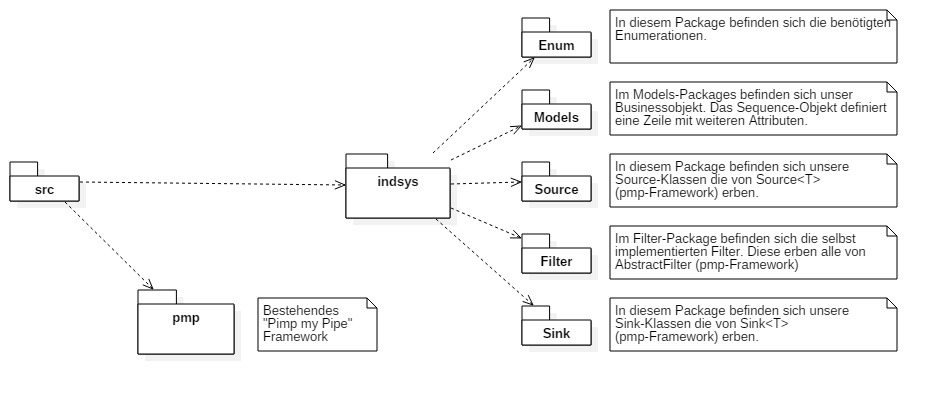 Enum
In diesem Package befinden sich die benötigten
Enumerationen.
Models
Im Models-Packages befinden sich unser
Businessobjekt. Das Sequence-Objekt definiert
eine Zeile mit weiteren Attributen.
src
indsys
Source
In diesem Package befinden sich unsere
Source-Klassen die von Source<T>
(pmp-Framework) erben.
Filter
Im Filter-Package befinden sich die selbst
implementierten Filter. Diese erben alle von
AbstractFilter (pmp-Framework)
pmp
Bestehendes
"Pimp my Pipe"
Framework
Sink
In diesem Package befinden sich unsere
Sink-Klassen die von Sink<T>
(pmp-Framework) erben.